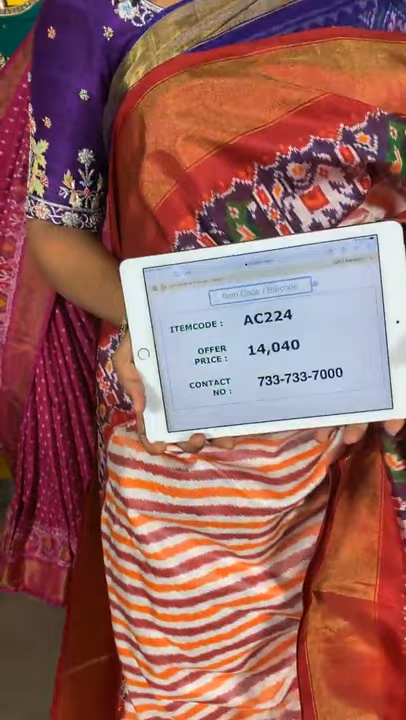 Item Code / Barcode
ITEMCODE : AC224
OFFER PRICE : 14,040
CONTACT NO : 733-733-7000